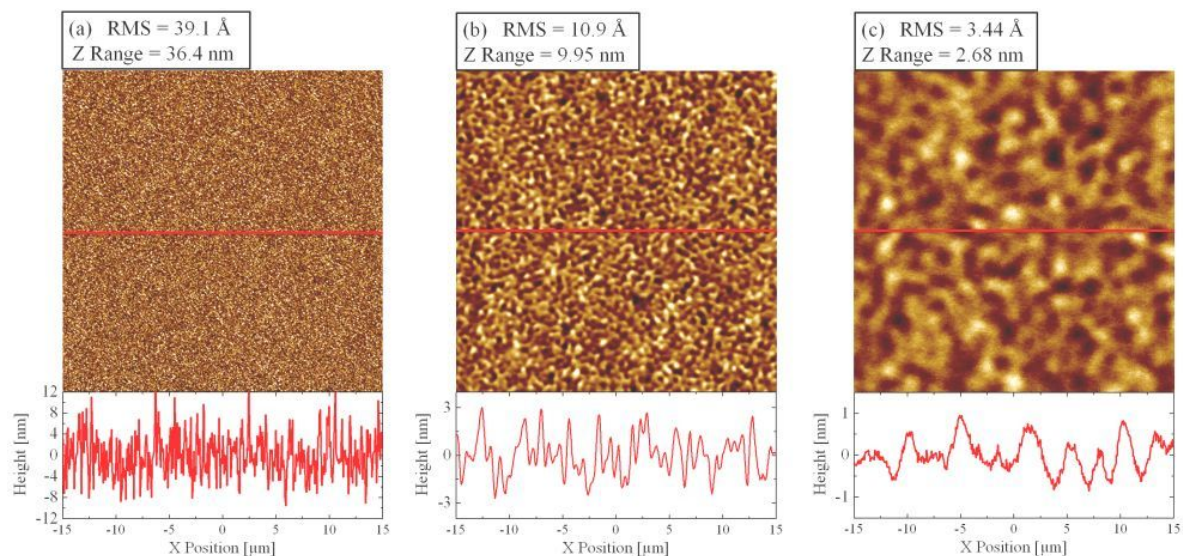 (a) RMS = 39.1 Å
Z Range = 36.4 nm
(b) RMS = 10.9 Å
Z Range = 9.95 nm
(c) RMS = 3.44 Å
Z Range = 2.68 nm
12
8
4
0
-4
-8
-12
Height [nm]
-15 -10 -5 0 5 10 15
X Position [µm]
3
0
-3
Height [nm]
-15 -10 -5 0 5 10 15
X Position [µm]
1
0
-1
Height [nm]
-15 -10 -5 0 5 10 15
X Position [µm]